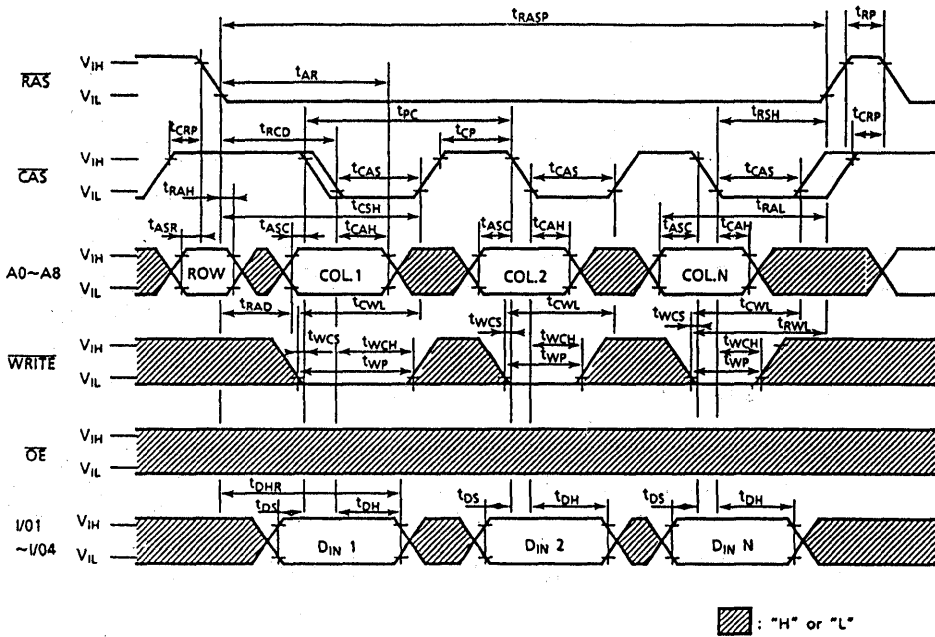 tRASP
tRP
RAS
VIH
VIL
tAR
tPC
tRSH
tCRP
tRCD
tCP
tCRP
CAS
VIH
VIL
tCAS
tCAS
tCAS
tRAH
tCSH
tRAL
tASR
tASC
tCAH
tASC
tCAH
tASC
tCAH
A0~A8
VIH
VIL
ROW
COL.1
COL.2
COL.N
tRAD
tCWL
tCWL
tCWL
tWCS
tWCS
tWCS
tRWL
WRITE
VIH
VIL
tWCH
tWCH
tWCH
tWP
tWP
tWP
OE
VIH
VIL
tDHR
tDS
tDH
tDS
tDH
tDS
tDH
I/01
~I/04
VIH
VIL
DIN 1
DIN 2
DIN N
: "H" or "L"